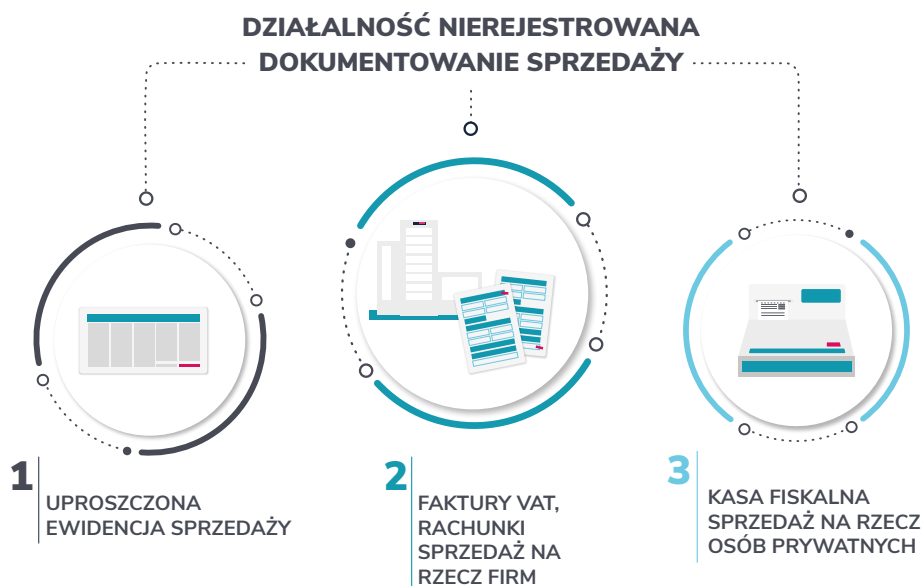 DZIAŁALNOŚĆ NIEREJESTROWANA
DOKUMENTOWANIE SPRZEDAŻY
1
UPROSZCZONA
EWIDENCJA SPRZEDAŻY
2
FAKTURY VAT,
RACHUNKI
SPRZEDAŻ NA
RZECZ FIRM
3
KASA FISKALNA
SPRZEDAŻ NA RZECZ
OSÓB PRYWATNYCH